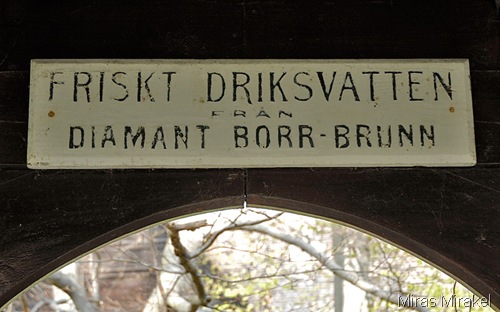 FRISKT DRIKSVATTEN
FRÅN
DIAMANT BORR-BRUNN
Miras Mirakel